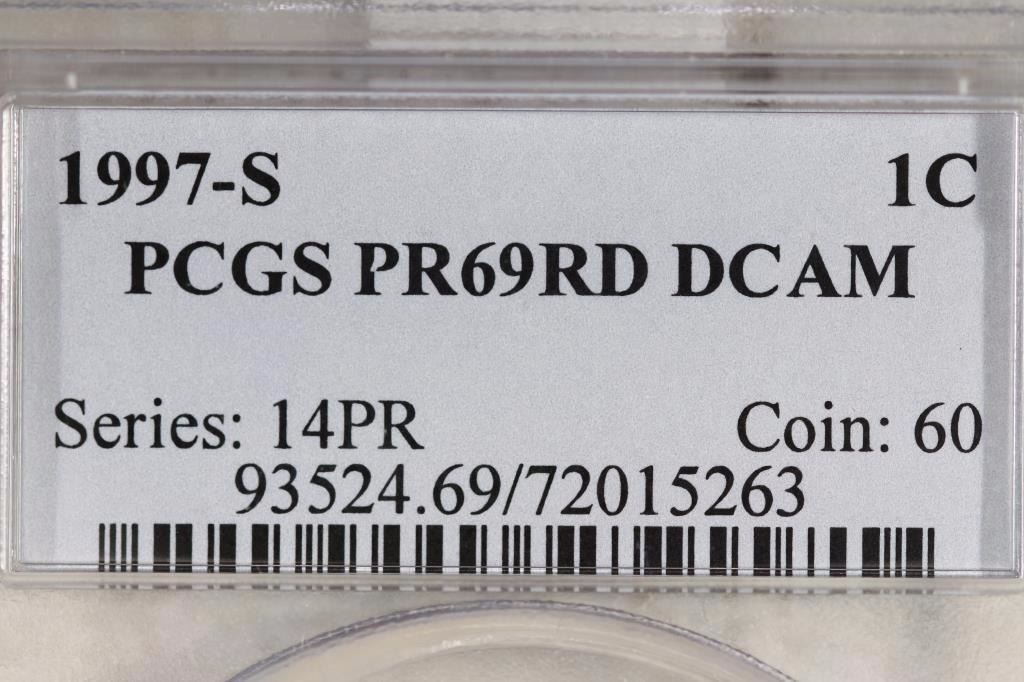 1997-S 1C
PCGS PR69RD DCAM
Series: 14PR Coin: 60
93524.69/72015263